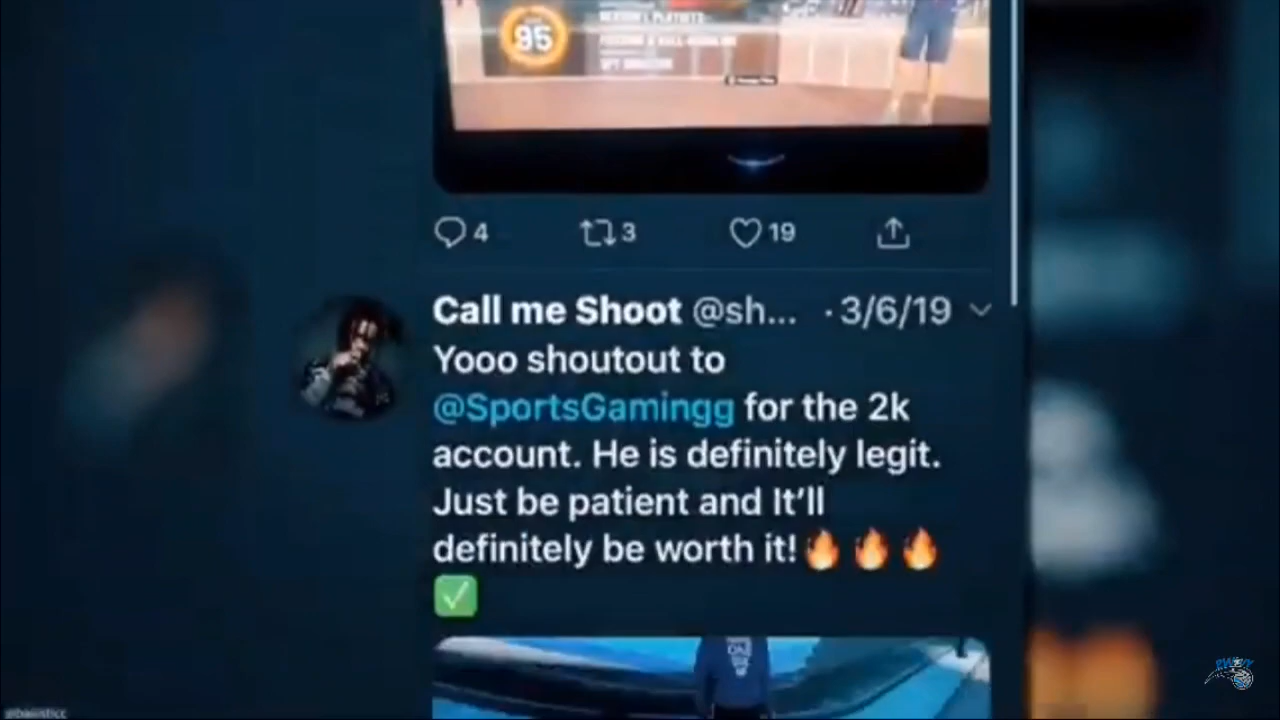 95
4 3 19
Call me Shoot @sh... · 3/6/19
Yooo shoutout to
@SportsGamingg for the 2k
account. He is definitely legit.
Just be patient and It'll
definitely be worth it!🔥🔥🔥
✅